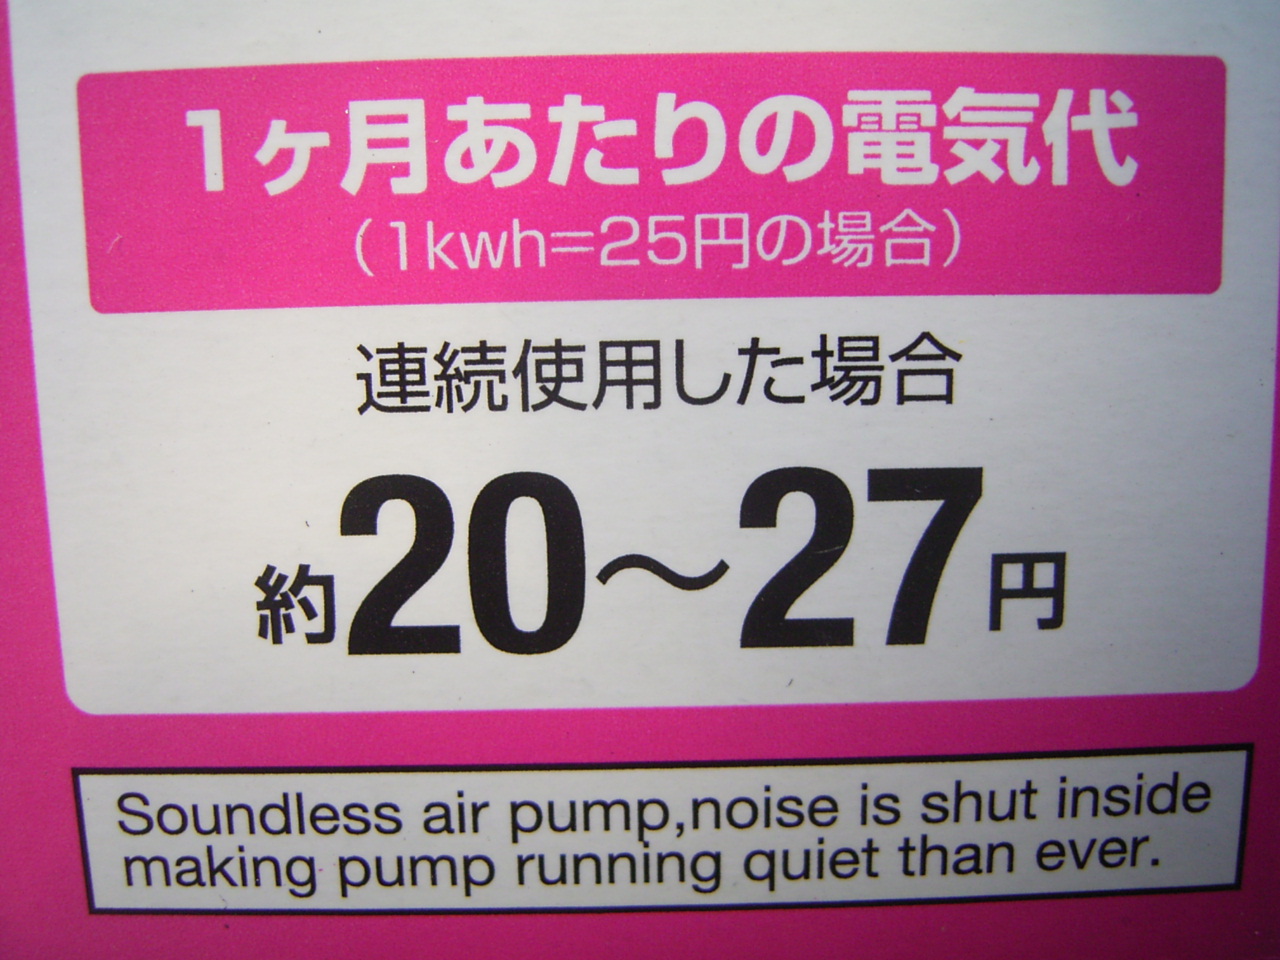 1ヶ月あたりの電気代
（1kwh=25円の場合）
連続使用した場合
約20〜27円
Soundless air pump,noise is shut inside
making pump running quiet than ever.